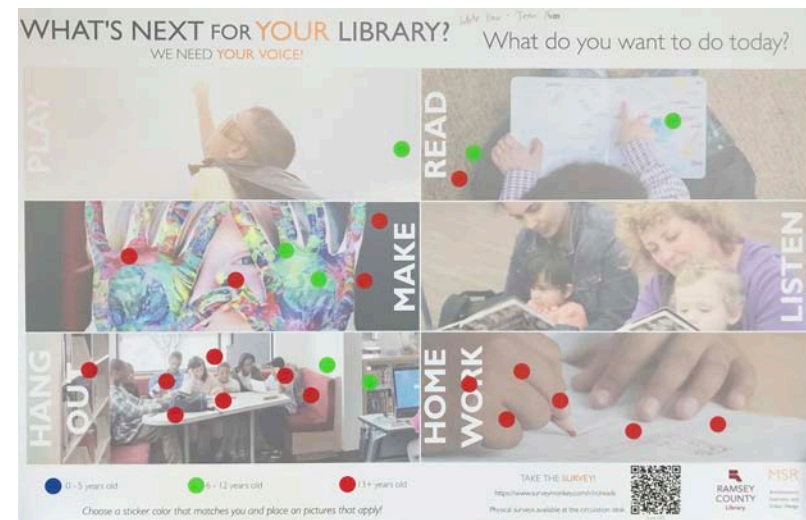 WHAT'S NEXT FOR YOUR LIBRARY?
WE NEED YOUR VOICE!
What do you want to do today?
PLAY
READ
MAKE
LISTEN
HANG
OU
HOME
WORK
0 - 5 years old
6 - 12 years old
13+ years old
Choose a sticker color that matches you and place on pictures that apply!
TAKE THE SURVEY!
Physical surveys available at the circulation desk
RAMSEY
COUNTY
Library
MSR